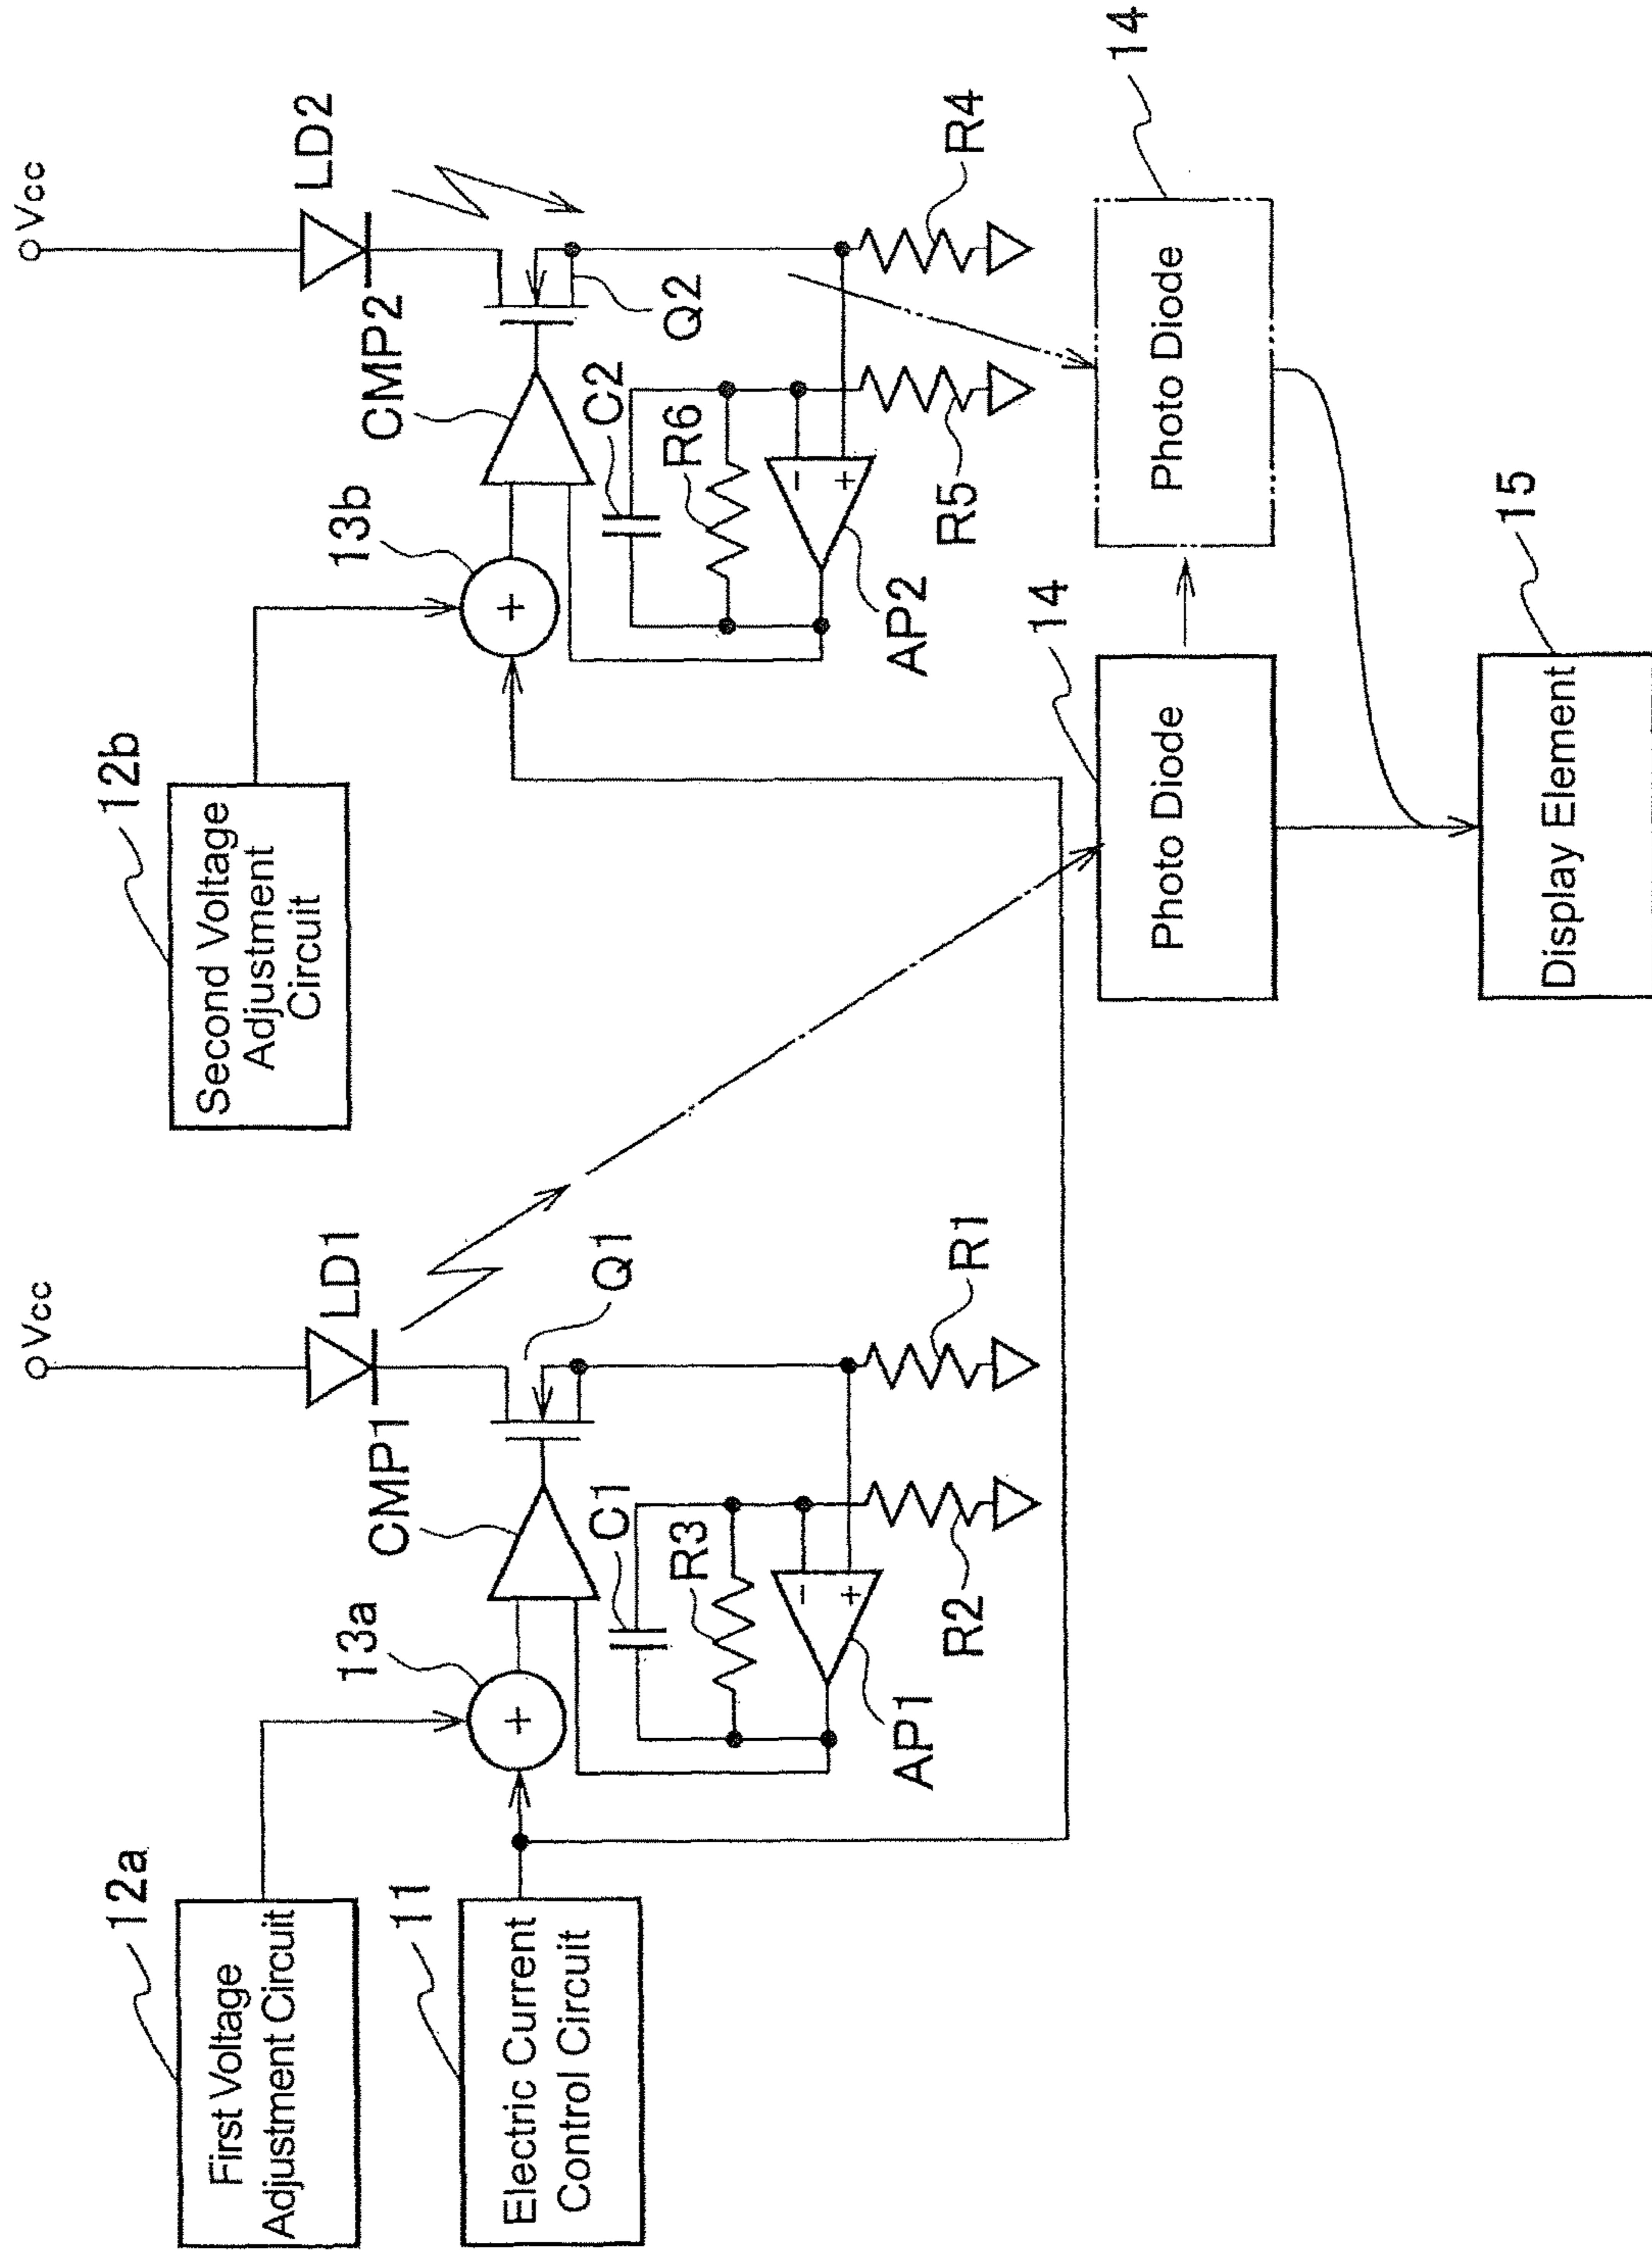 Vcc
Vcc
LD1
LD2
12a
First Voltage
Adjustment Circuit
12b
Second Voltage
Adjustment
Circuit
11
Electric Current
Control Circuit
13a
+
13b
+
CMP1
CMP2
Q1
Q2
C1
C2
R3
R6
−
+
−
+
AP1
AP2
R2
R1
R5
R4
14
Photo Diode
14
Photo Diode
15
Display Element